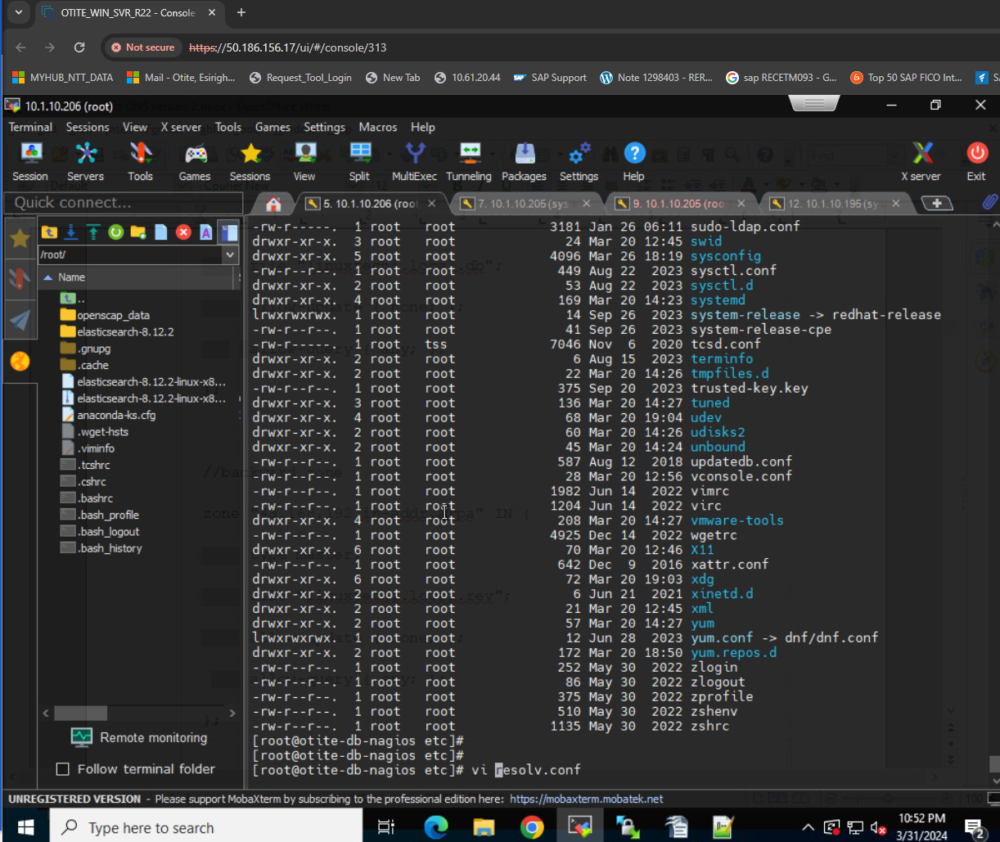 OTITE_WIN_SVR_R22 - Console
Not secure https://50.186.156.17/ui/#/console/313
MYHUB_NTT_DATA Mail - Otite, Esirigh... Request_Tool_Login New Tab 10.61.20.44 SAP Support Note 1298403 - RER... sap RECETM093 - G... Top 50 SAP FICO Int... SA
10.1.10.206 (root)
Terminal Sessions View X server Tools Games Settings Macros Help
Session Servers Tools Games Sessions View Split MultiExec Tunneling Packages Settings Help X server Exit
Quick connect... 5. 10.1.10.206 (root 7. 10.1.10.205 (sys 9. 10.1.10.205 (roo 12. 10.1.10.195 (sy
/root/
Name
..
openscap_data
elasticsearch-8.12.2
.gnupg
.cache
elasticsearch-8.12.2-linux-x8...
elasticsearch-8.12.2-linux-x8...
anaconda-ks.cfg
.wget-hsts
.viminfo
.tcshrc
.cshrc
.bashrc
.bash_profile
.bash_logout
.bash_history
Remote monitoring
Follow terminal folder
-rw-r-----. 1 root root 3181 Jan 26 06:11 sudo-ldap.conf
drwxr-xr-x. 3 root root 24 Mar 20 12:45 swid
drwxr-xr-x. 5 root root 4096 Mar 26 18:19 sysconfig
-rw-r--r--. 1 root root 449 Aug 22 2023 sysctl.conf
drwxr-xr-x. 2 root root 53 Aug 22 2023 sysctl.d
drwxr-xr-x. 4 root root 169 Mar 20 14:23 systemd
lrwxrwxrwx. 1 root root 14 Sep 26 2023 system-release -> redhat-release
-rw-r--r--. 1 root root 41 Sep 26 2023 system-release-cpe
-rw-r-----. 1 root tss 7046 Nov 6 2020 tcsd.conf
drwxr-xr-x. 2 root root 6 Aug 15 2023 terminfo
drwxr-xr-x. 2 root root 22 Mar 20 14:26 tmpfiles.d
-rw-r--r--. 1 root root 375 Sep 20 2023 trusted-key.key
drwxr-xr-x. 3 root root 136 Mar 20 14:27 tuned
drwxr-xr-x. 4 root root 68 Mar 20 19:04 udev
drwxr-xr-x. 2 root root 60 Mar 20 14:26 udisks2
drwxr-xr-x. 2 root root 45 Mar 20 14:24 unbound
-rw-r--r--. 1 root root 587 Aug 12 2018 updatedb.conf
-rw-r--r--. 1 root root 28 Mar 20 12:56 vconsole.conf
-rw-r--r--. 1 root root 1982 Jun 14 2022 vimrc
-rw-r--r--. 1 root root 1204 Jun 14 2022 virc
drwxr-xr-x. 4 root root 208 Mar 20 14:27 vmware-tools
-rw-r--r--. 1 root root 4925 Dec 14 2022 wgetrc
drwxr-xr-x. 6 root root 70 Mar 20 12:46 X11
-rw-r--r--. 1 root root 642 Dec 9 2016 xattr.conf
drwxr-xr-x. 6 root root 72 Mar 20 19:03 xdg
drwxr-xr-x. 2 root root 6 Jun 21 2021 xinetd.d
drwxr-xr-x. 2 root root 21 Mar 20 12:45 xml
drwxr-xr-x. 2 root root 57 Mar 20 14:27 yum
lrwxrwxrwx. 1 root root 12 Jun 28 2023 yum.conf -> dnf/dnf.conf
drwxr-xr-x. 2 root root 172 Mar 20 18:50 yum.repos.d
-rw-r--r--. 1 root root 252 May 30 2022 zlogin
-rw-r--r--. 1 root root 86 May 30 2022 zlogout
-rw-r--r--. 1 root root 375 May 30 2022 zprofile
-rw-r--r--. 1 root root 510 May 30 2022 zshenv
-rw-r--r--. 1 root root 1135 May 30 2022 zshrc
[root@otite-db-nagios etc]#
[root@otite-db-nagios etc]#
[root@otite-db-nagios etc]# vi resolv.conf
UNREGISTERED VERSION - Please support MobaXterm by subscribing to the professional edition here: https://mobaxterm.mobatek.net
Type here to search
10:52 PM
3/31/2024
2